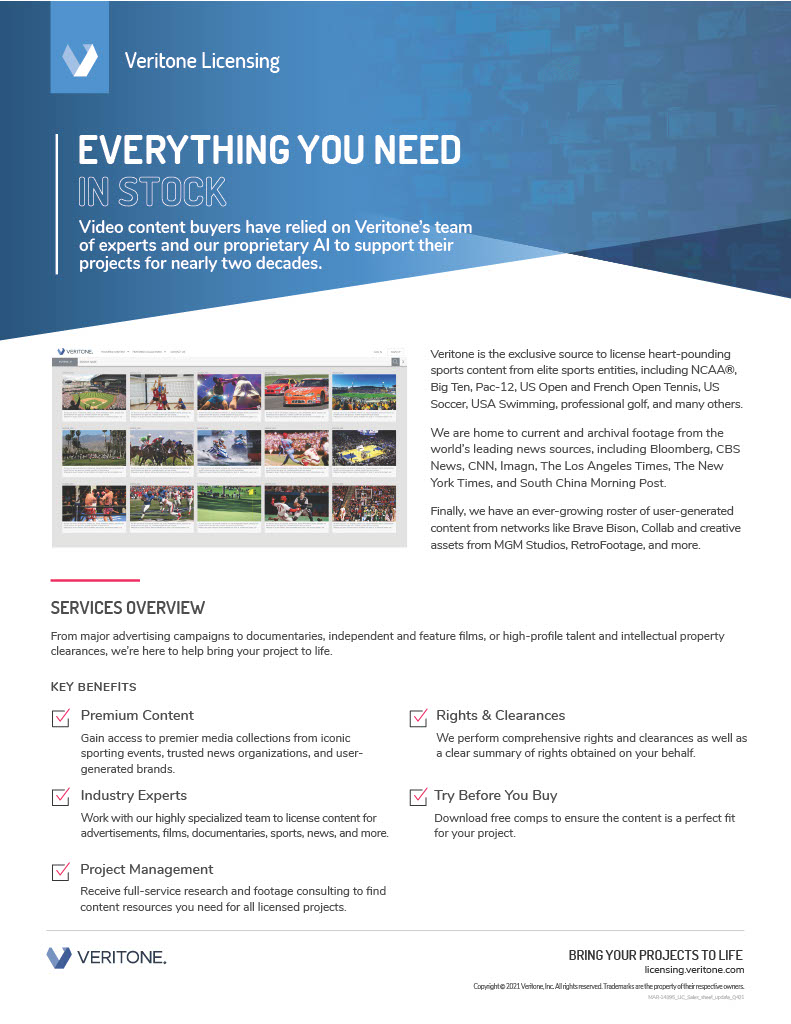 Veritone Licensing
EVERYTHING YOU NEED
IN STOCK
Video content buyers have relied on Veritone's team
of experts and our proprietary AI to support their
projects for nearly two decades.
VERITONE.
Veritone is the exclusive source to license heart-pounding
sports content from elite sports entities, including NCAA®,
Big Ten, Pac-12, US Open and French Open Tennis, US
Soccer, USA Swimming, professional golf, and many others.
We are home to current and archival footage from the
world's leading news sources, including Bloomberg, CBS
News, CNN, Imagn, The Los Angeles Times, The New
York Times, and South China Morning Post.
Finally, we have an ever-growing roster of user-generated
content from networks like Brave Bison, Collab and creative
assets from MGM Studios, RetroFootage, and more.
SERVICES OVERVIEW
From major advertising campaigns to documentaries, independent and feature films, or high-profile talent and intellectual property
clearances, we're here to help bring your project to life.
KEY BENEFITS
Premium Content
Gain access to premier media collections from iconic
sporting events, trusted news organizations, and user-
generated brands.
Industry Experts
Work with our highly specialized team to license content for
advertisements, films, documentaries, sports, news, and more.
Project Management
Receive full-service research and footage consulting to find
content resources you need for all licensed projects.
Rights & Clearances
We perform comprehensive rights and clearances as well as
a clear summary of rights obtained on your behalf.
Try Before You Buy
Download free comps to ensure the content is a perfect fit
for your project.
VERITONE.
BRING YOUR PROJECTS TO LIFE
licensing.veritone.com
Copyright © 2021 Veritone, Inc. All rights reserved. Trademarks are the property of their respective owners.